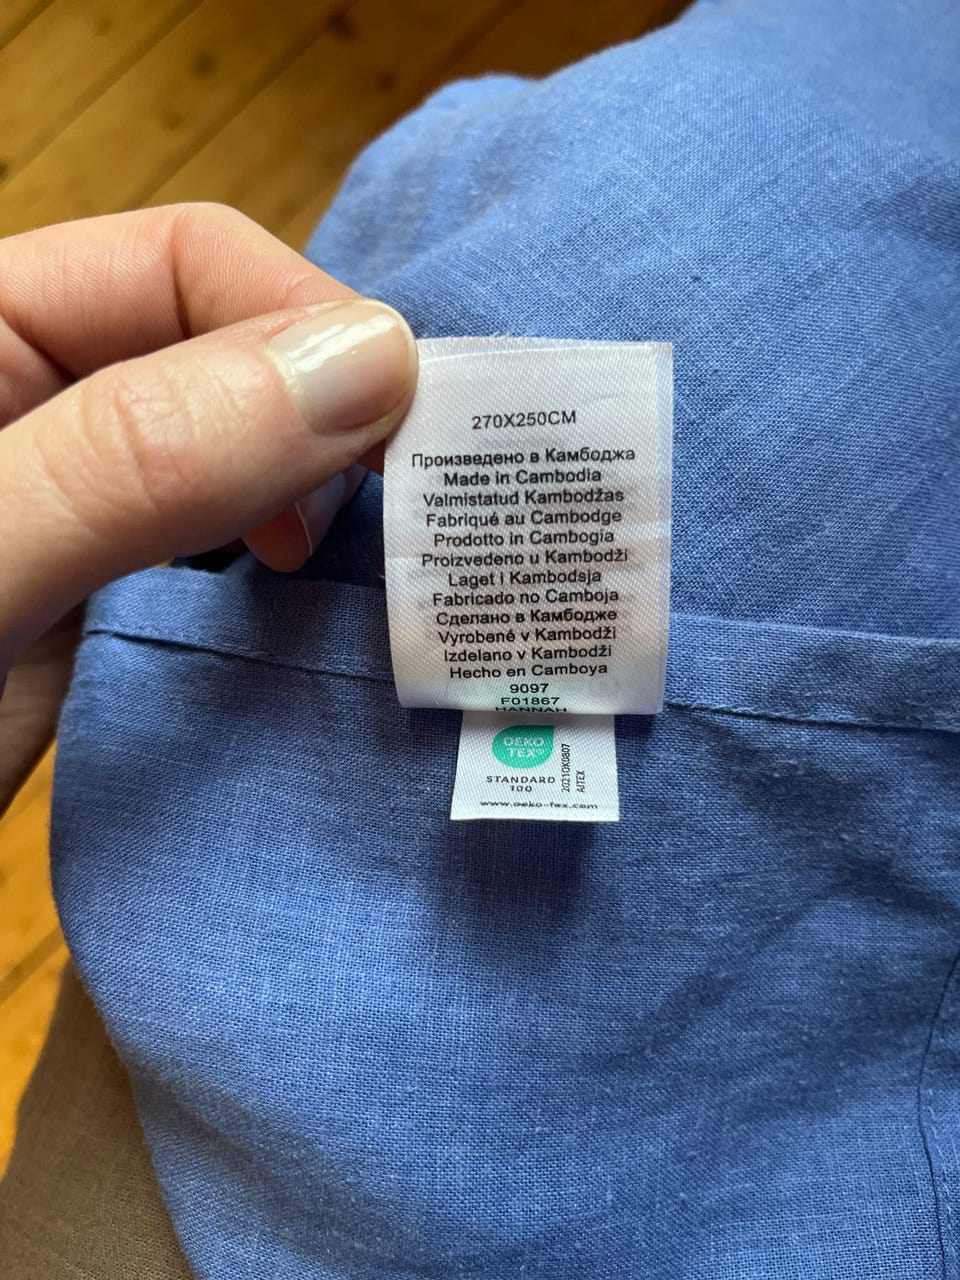 270X250CM
Произведено в Камбоджа
Made in Cambodia
Valmistatud Kambodžas
Fabriqué au Cambodge
Prodotto in Cambogia
Proizvedeno u Kambodži
Laget i Kambodsja
Fabricado no Camboja
Сделано в Камбодже
Vyrobené v Kambodži
Izdelano v Kambodži
Hecho en Camboya
9097
F01867
HANNAH
OEKO
TEX®
STANDARD
100
2021OK0807
AITEX
www.oeko-tex.com